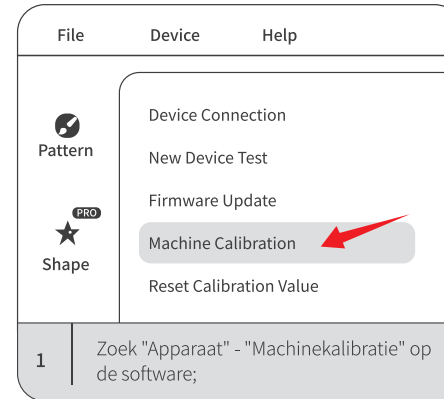 File Device Help
Device Connection
Pattern
New Device Test
Firmware Update
PRO
Machine Calibration
Shape
Reset Calibration Value
1
Zoek "Apparaat" - "Machinekalibratie" op
de software;